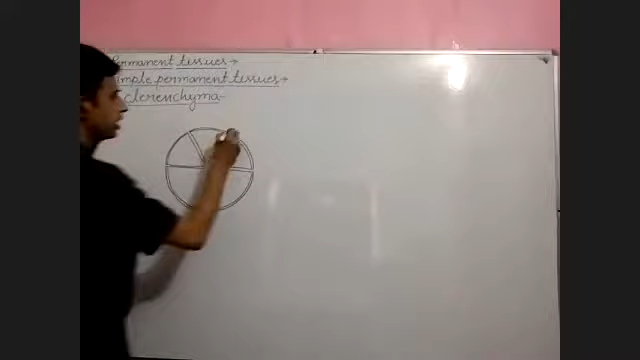 Permanent tissues →
Simple permanent tissues →
Sclerenchyma -